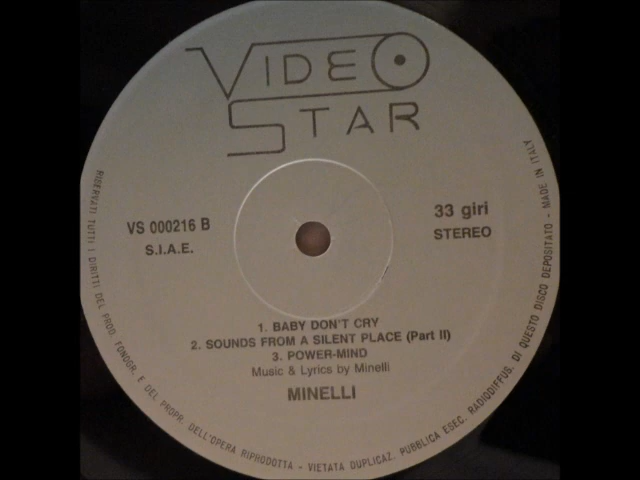 VIDEO
STAR
VS 000216 B
S.I.A.E.
33 giri
STEREO
1. BABY DON'T CRY
2. SOUNDS FROM A SILENT PLACE (Part II)
3. POWER-MIND
Music & Lyrics by Minelli
MINELLI
RISERVATI TUTTI I DIRITTI DEL PROD. FONOGR. E DEL PROPR. DELL'OPERA RIPRODOTTA - VIETATA DUPLICAZ. PUBBLICA ESEC. RADIODIFFUS. DI QUESTO DISCO DEPOSITATO - MADE IN ITALY